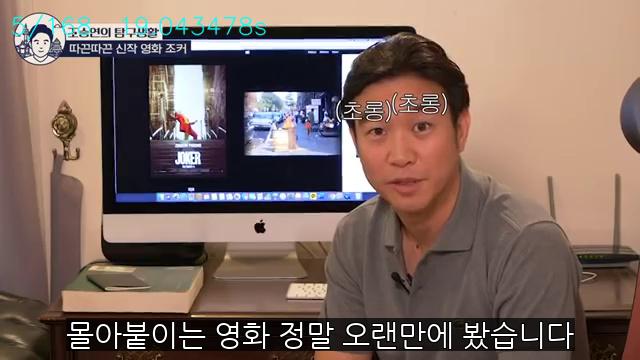 5/168 19.043478s
조승연의 탐구생활
따끈따끈 신작 영화 조커
(초롱)(초롱)
JOKER
몰아붙이는 영화 정말 오랜만에 봤습니다